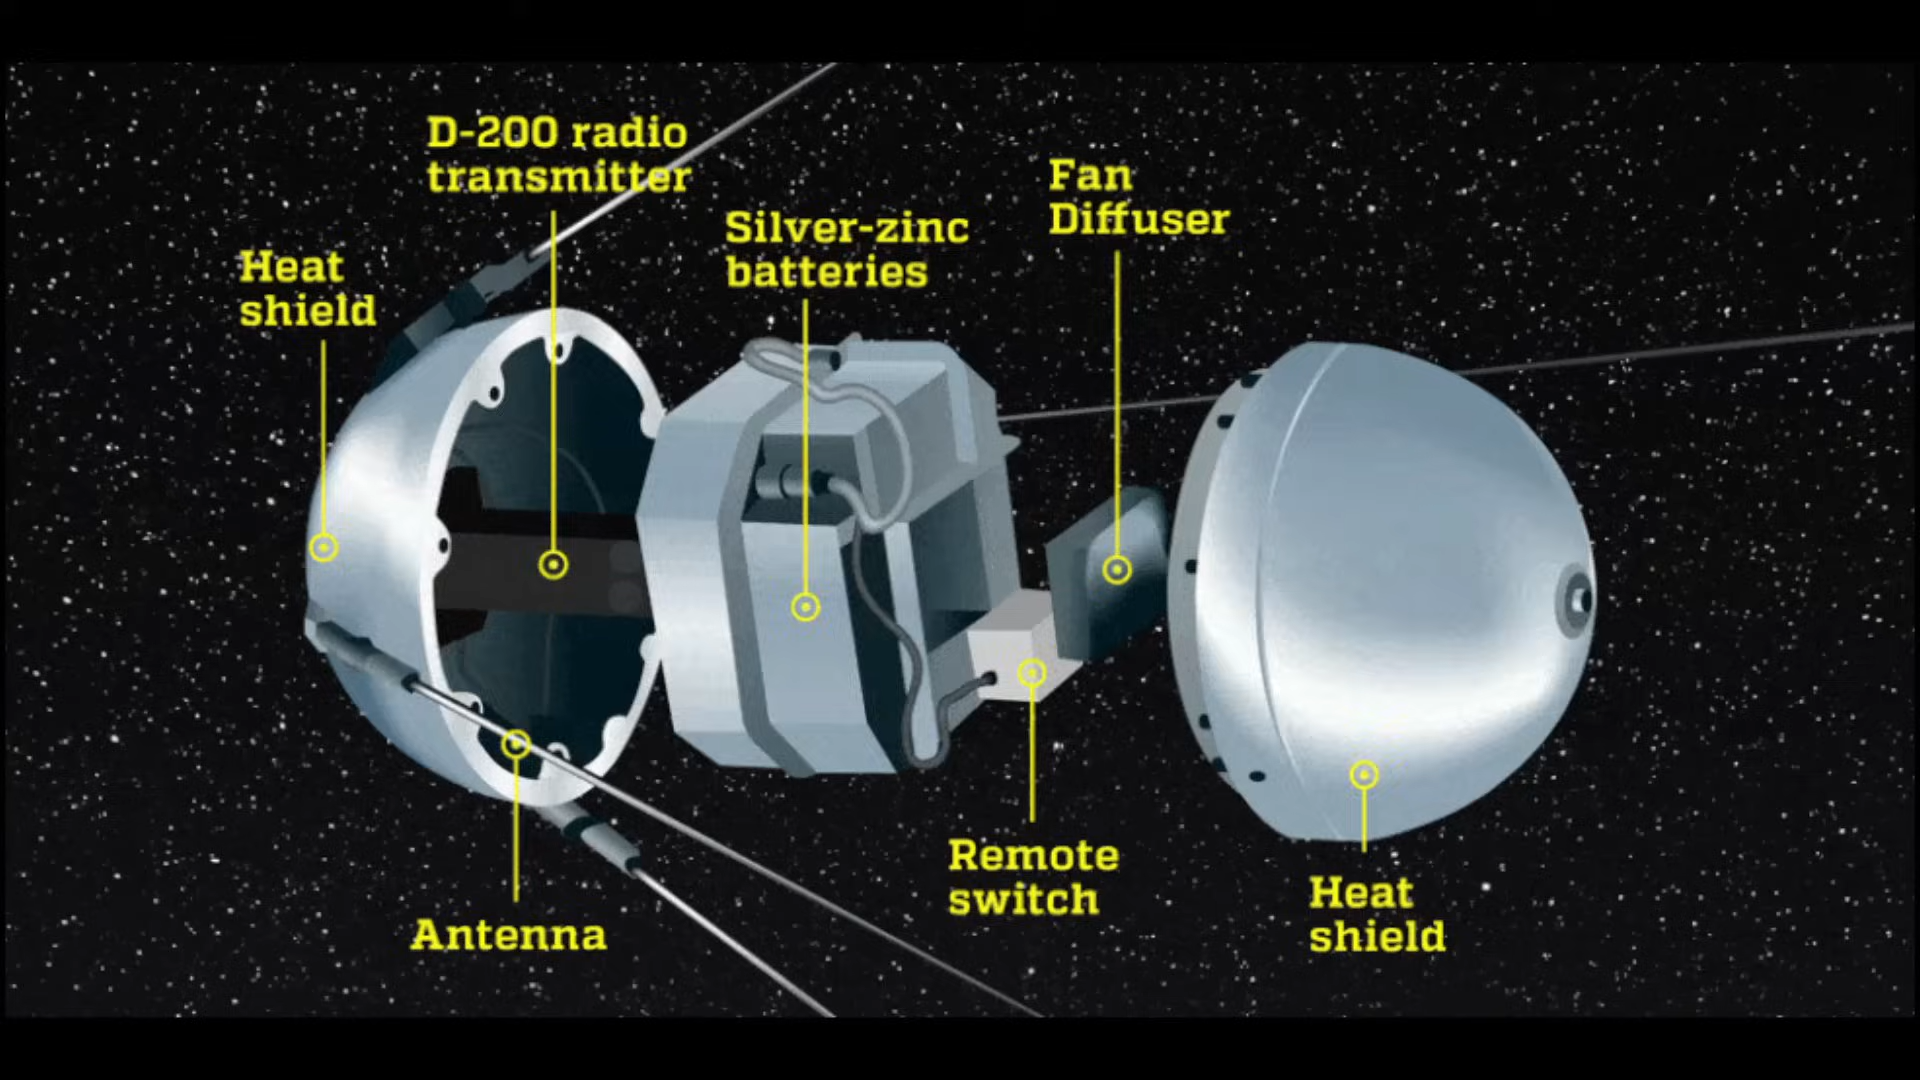 D-200 radio
transmitter
Fan
Diffuser
Silver-zinc
batteries
Heat
shield
Remote
switch
Heat
shield
Antenna